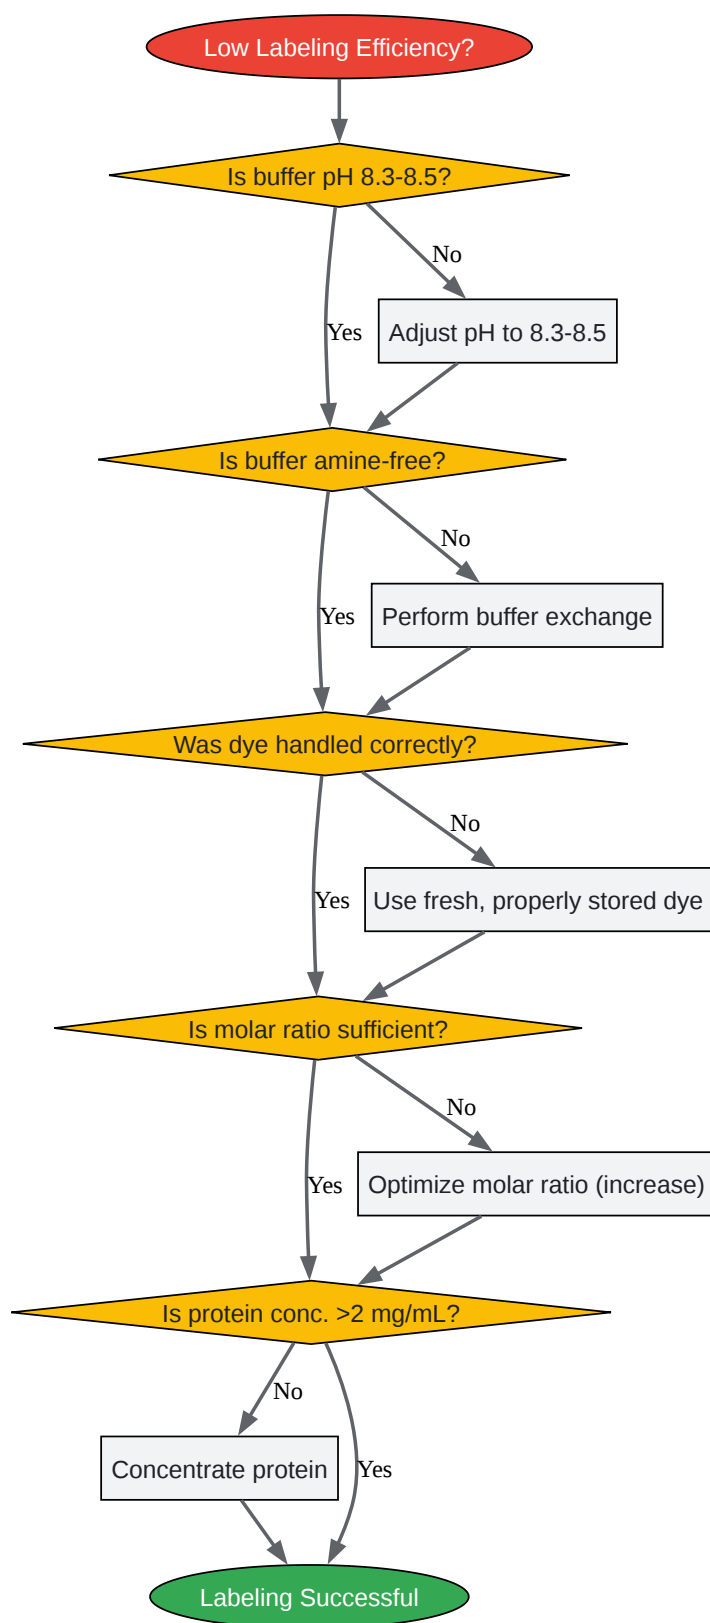 Low Labeling Efficiency?
Is buffer pH 8.3-8.5?
No
Yes
Adjust pH to 8.3-8.5
Is buffer amine-free?
No
Yes
Perform buffer exchange
Was dye handled correctly?
No
Yes
Use fresh, properly stored dye
Is molar ratio sufficient?
No
Yes
Optimize molar ratio (increase)
Is protein conc. >2 mg/mL?
No
Concentrate protein
Yes
Labeling Successful